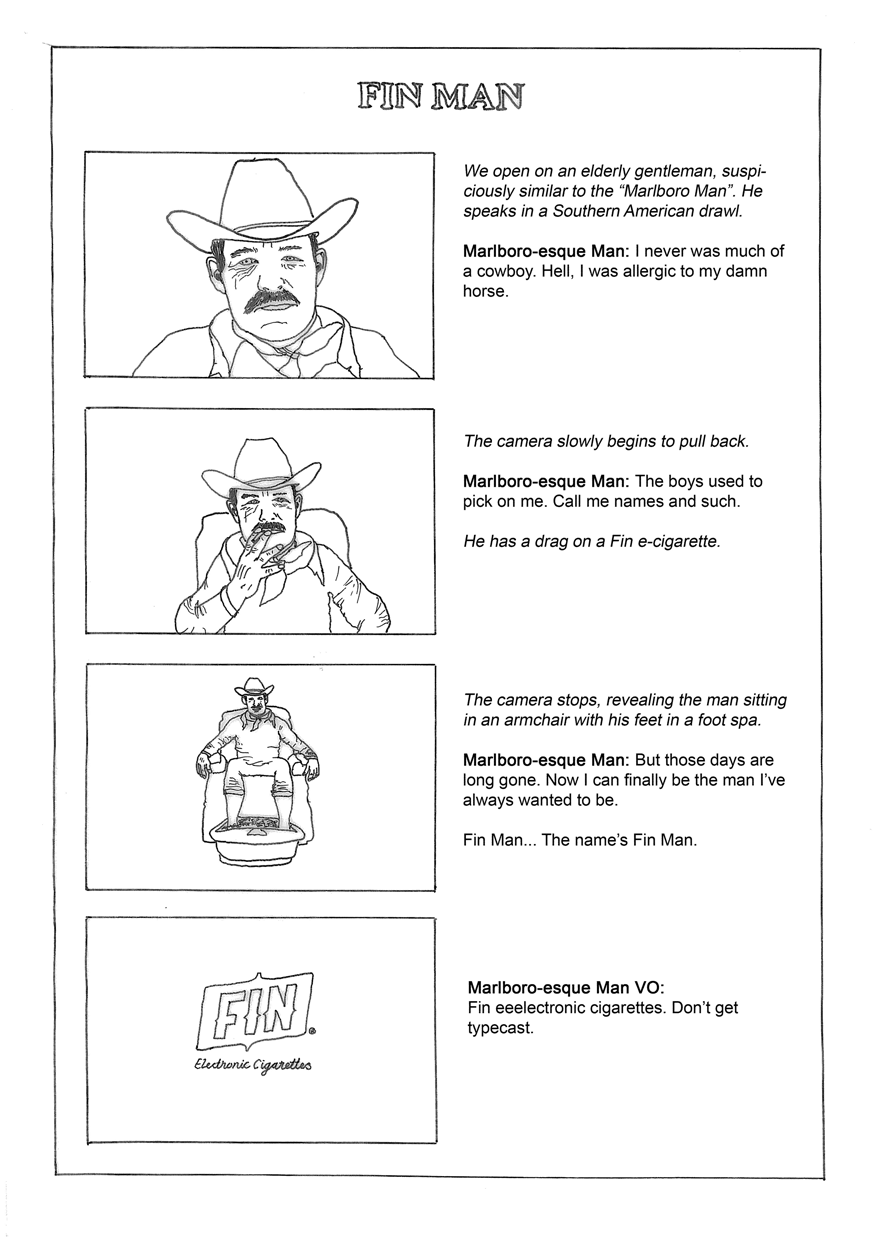 FIN MAN
We open on an elderly gentleman, suspi-
ciously similar to the “Marlboro Man”. He
speaks in a Southern American drawl.
Marlboro-esque Man: I never was much of
a cowboy. Hell, I was allergic to my damn
horse.
The camera slowly begins to pull back.
Marlboro-esque Man: The boys used to
pick on me. Call me names and such.
He has a drag on a Fin e-cigarette.
The camera stops, revealing the man sitting
in an armchair with his feet in a foot spa.
Marlboro-esque Man: But those days are
long gone. Now I can finally be the man I’ve
always wanted to be.
Fin Man... The name’s Fin Man.
FIN
®
Electronic Cigarettes
Marlboro-esque Man VO:
Fin eeelectronic cigarettes. Don’t get
typecast.